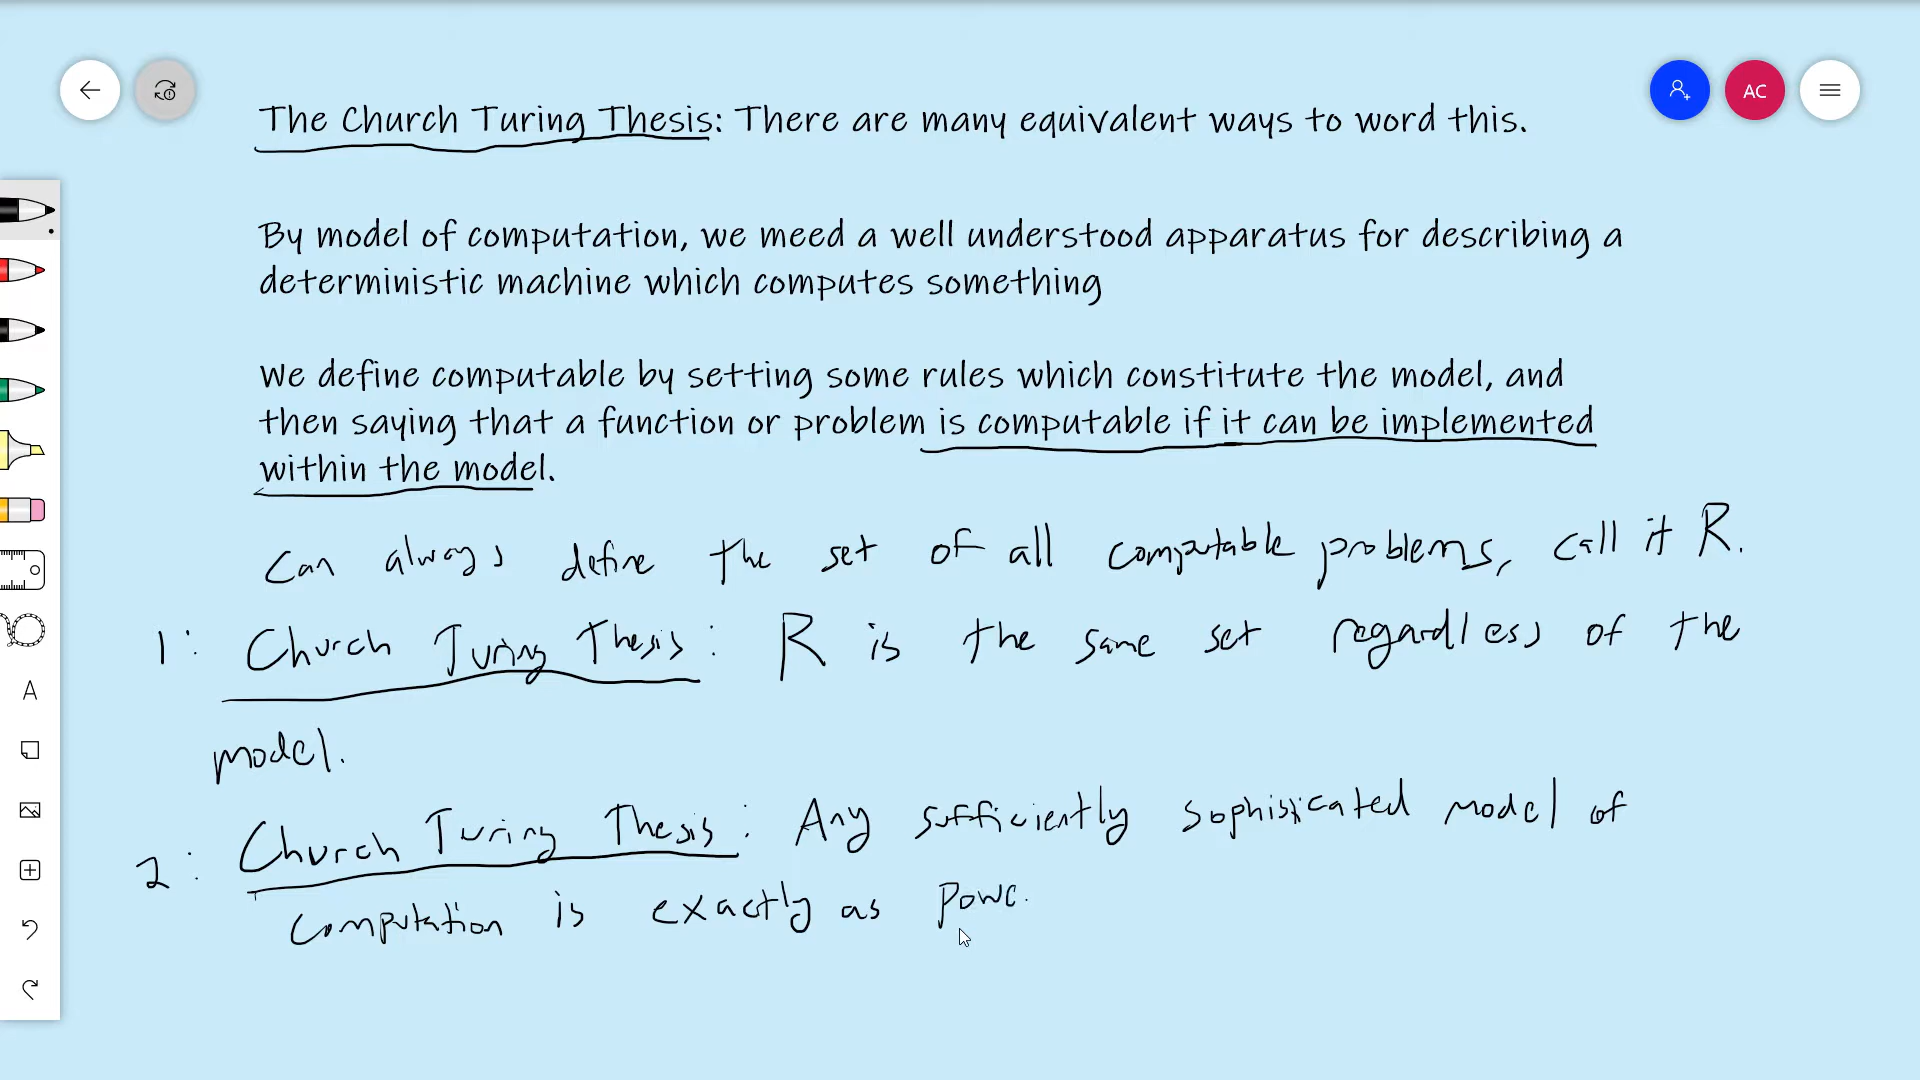 AC
The Church Turing Thesis: There are many equivalent ways to word this.
By model of computation, we meed a well understood apparatus for describing a
deterministic machine which computes something
We define computable by setting some rules which constitute the model, and
then saying that a function or problem is computable if it can be implemented
within the model.
Can always define the set of all computable problems, call it R.
1: Church Turing Thesis: R is the same set regardless of the
model.
2: Church Turing Thesis: Any sufficiently sophisticated model of
A
computation is exactly as powe